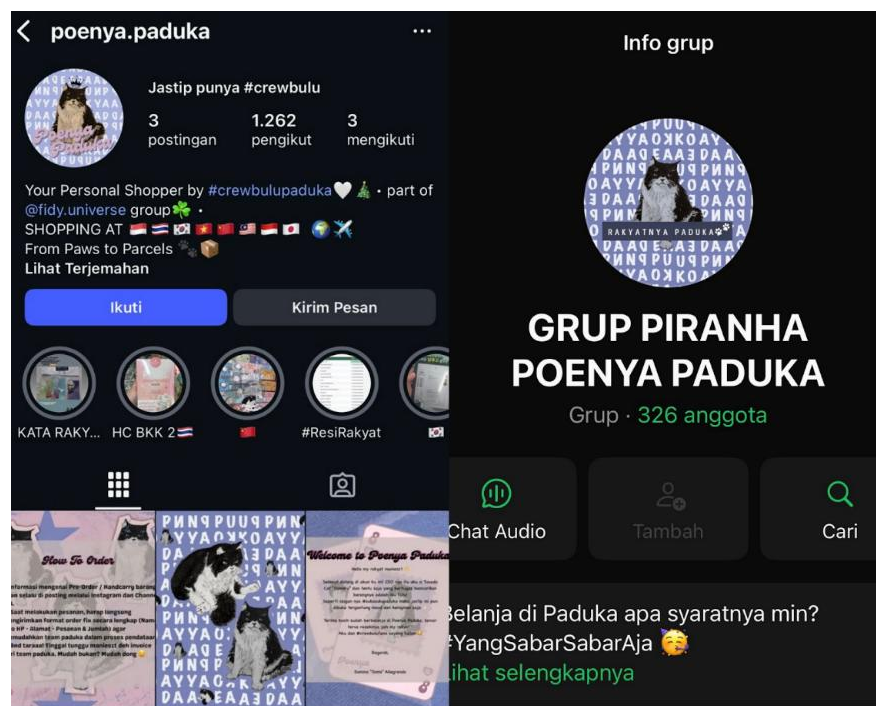 poenya.paduka
Poenya
Paduka
Jastip punya #crewbulu
3
1.262
3
postingan
pengikut
mengikuti
Your Personal Shopper by #crewbulupaduka🤍🎄 • part of
@fidy.universe group☘️ •
SHOPPING AT 🇮🇩🇹🇭🇰🇷🇻🇳🇨🇳🇲🇾🇮🇩🇯🇵 🌍✈️
From Paws to Parcels 🐾📦
Lihat Terjemahan
Ikuti
Kirim Pesan
KATA RAKY...
HC BKK 2🇹🇭
🇨🇳
#ResiRakyat
🇰🇷
How To Order
Welcome to Poenya Paduka
Info grup
RAKYATNYA PADUKA🐾
GRUP PIRANHA
POENYA PADUKA
Grup · 326 anggota
Chat Audio
Tambah
Cari
Belanja di Paduka apa syaratnya min?
#YangSabarSabarAja 🥳
Lihat selengkapnya